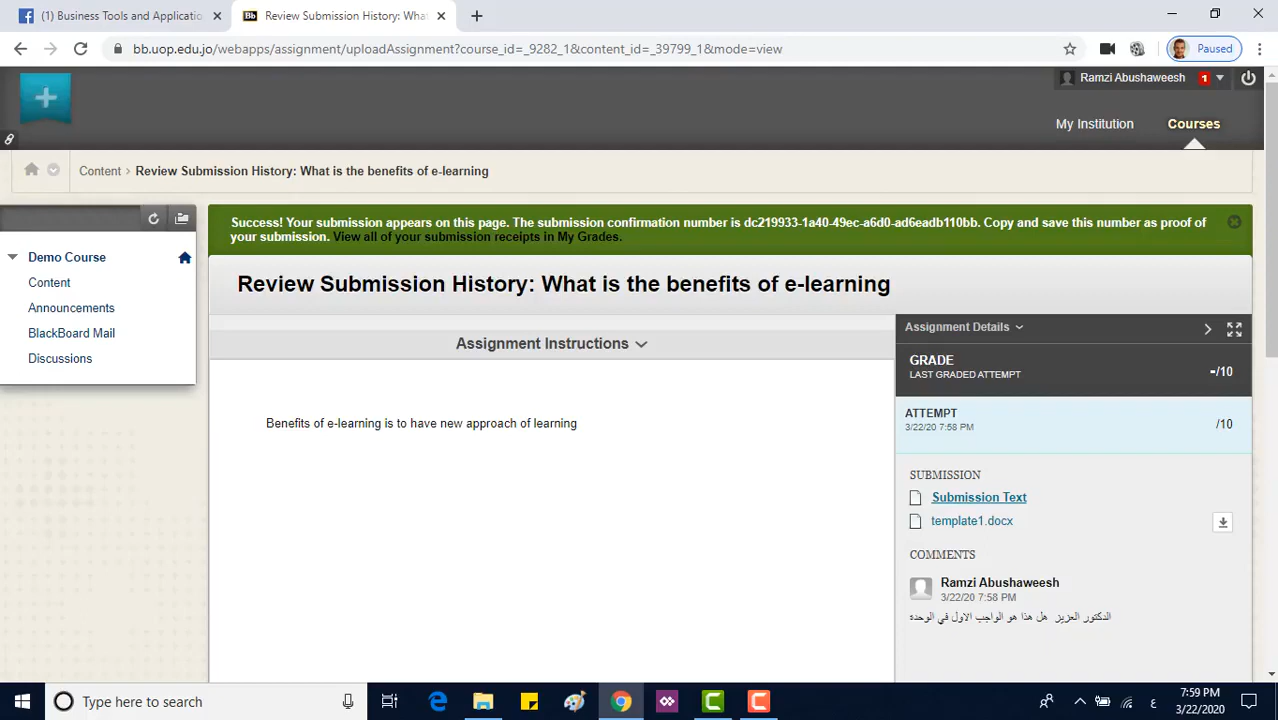 (1) Business Tools and Applicatio
Review Submission History: Wha
bb.uop.edu.jo/webapps/assignment/uploadAssignment?course_id=_9282_1&content_id=_39799_1&mode=view
Paused
Ramzi Abushaweesh 1
My Institution
Courses
Content › Review Submission History: What is the benefits of e-learning
Success! Your submission appears on this page. The submission confirmation number is dc219933-1a40-49ec-a6d0-ad6eadb110bb. Copy and save this number as proof of
your submission. View all of your submission receipts in My Grades.
Demo Course
Content
Announcements
BlackBoard Mail
Discussions
Review Submission History: What is the benefits of e-learning
Assignment Instructions
Benefits of e-learning is to have new approach of learning
Assignment Details
GRADE
LAST GRADED ATTEMPT
-/10
ATTEMPT
3/22/20 7:58 PM
/10
SUBMISSION
Submission Text
template1.docx
COMMENTS
Ramzi Abushaweesh
3/22/20 7:58 PM
الدكتور العزيز هل هذا هو الواجب الاول في الوحدة
Type here to search
ع
7:59 PM
3/22/2020